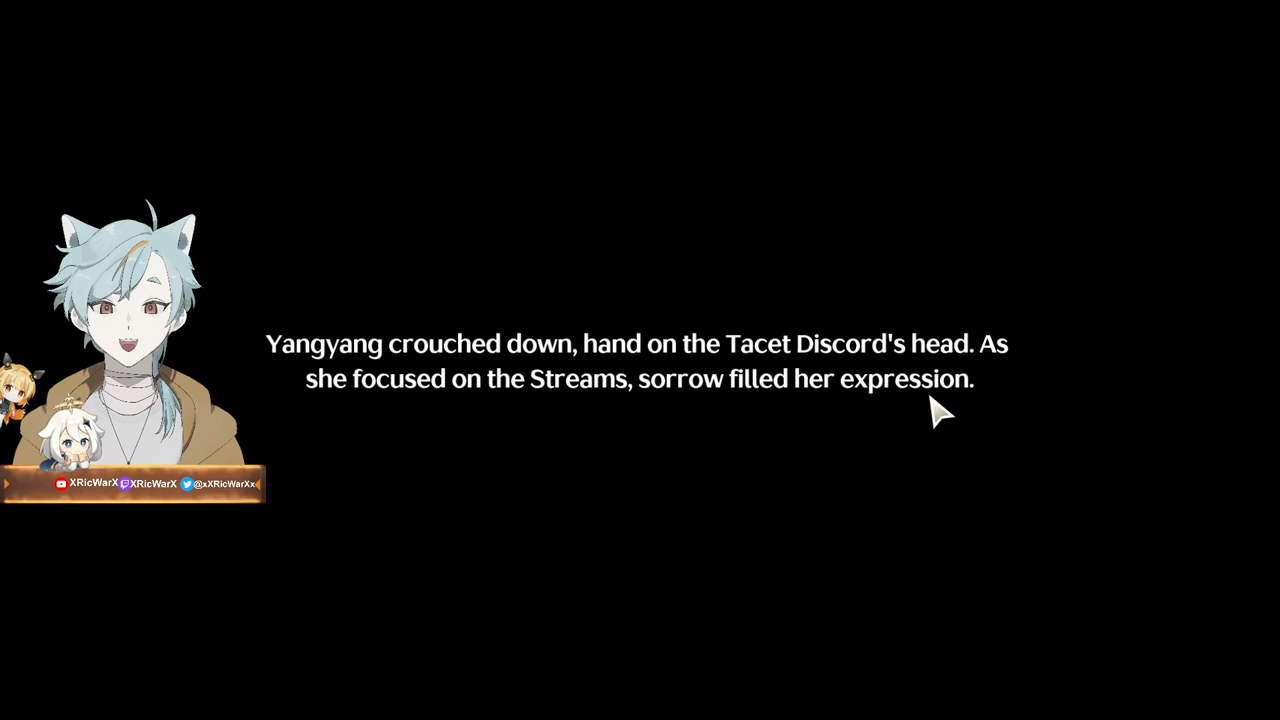 Yangyang crouched down, hand on the Tacet Discord's head. As
she focused on the Streams, sorrow filled her expression.
XRicWarX XRicWarX @xXRicWarXx